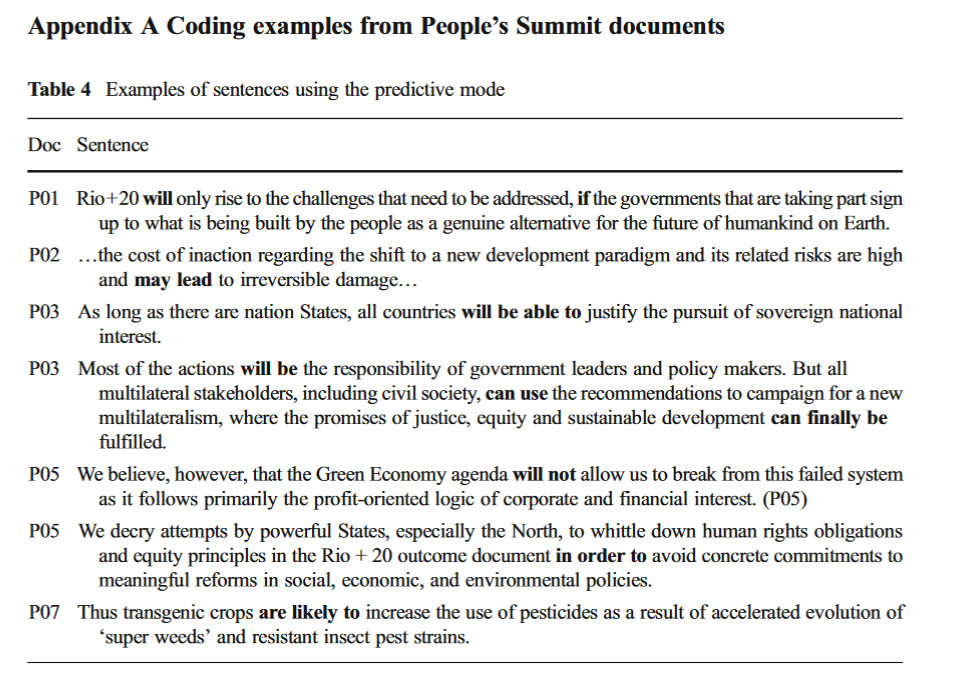 Appendix A Coding examples from People's Summit documents
Table 4 Examples of sentences using the predictive mode
Doc Sentence
P01 Rio+20 will only rise to the challenges that need to be addressed, if the governments that are taking part sign
up to what is being built by the people as a genuine alternative for the future of humankind on Earth.
P02 …the cost of inaction regarding the shift to a new development paradigm and its related risks are high
and may lead to irreversible damage…
P03 As long as there are nation States, all countries will be able to justify the pursuit of sovereign national
interest.
P03 Most of the actions will be the responsibility of government leaders and policy makers. But all
multilateral stakeholders, including civil society, can use the recommendations to campaign for a new
multilateralism, where the promises of justice, equity and sustainable development can finally be
fulfilled.
P05 We believe, however, that the Green Economy agenda will not allow us to break from this failed system
as it follows primarily the profit-oriented logic of corporate and financial interest. (P05)
P05 We decry attempts by powerful States, especially the North, to whittle down human rights obligations
and equity principles in the Rio + 20 outcome document in order to avoid concrete commitments to
meaningful reforms in social, economic, and environmental policies.
P07 Thus transgenic crops are likely to increase the use of pesticides as a result of accelerated evolution of
'super weeds' and resistant insect pest strains.